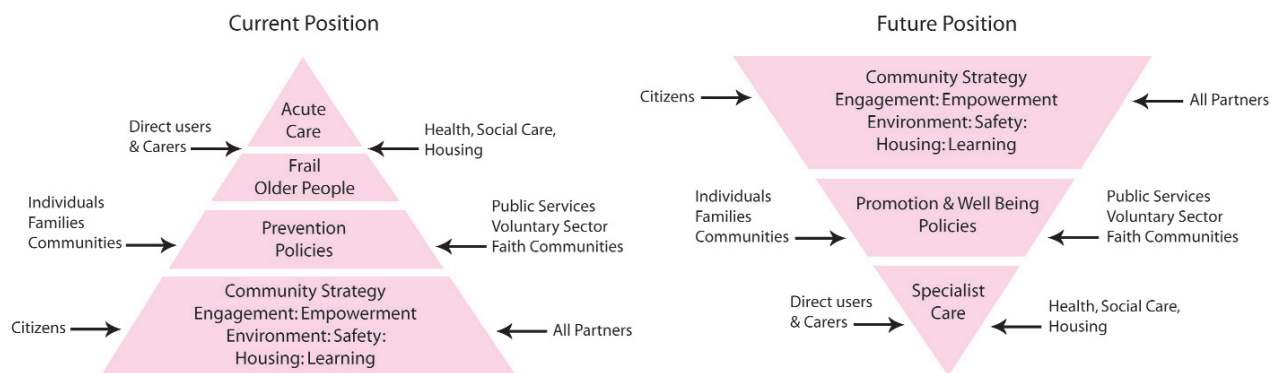 Current Position
Acute
Care
Direct users
& Carers
Health, Social Care,
Housing
Frail
Older People
Individuals
Families
Communities
Prevention
Policies
Public Services
Voluntary Sector
Faith Communities
Citizens
Community Strategy
Engagement: Empowerment
Environment: Safety:
Housing: Learning
All Partners
Future Position
Citizens
Community Strategy
Engagement: Empowerment
Environment: Safety:
Housing: Learning
All Partners
Individuals
Families
Communities
Promotion & Well Being
Policies
Public Services
Voluntary Sector
Faith Communities
Direct users
& Carers
Specialist
Care
Health, Social Care,
Housing